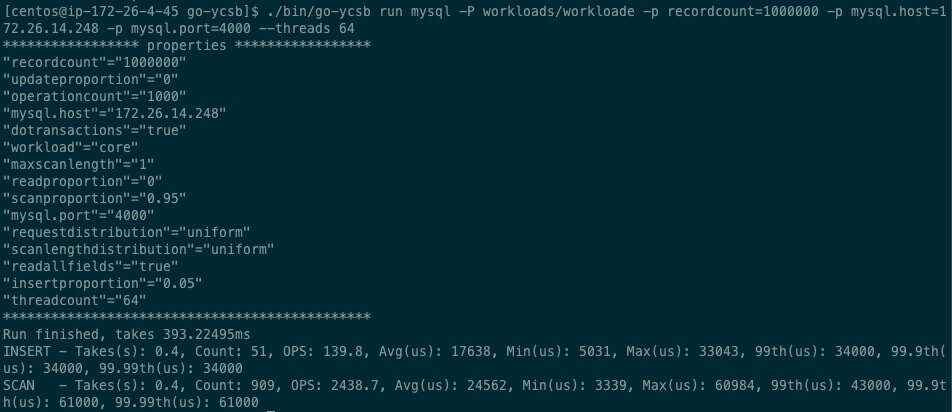 [centos@ip-172-26-4-45 go-ycsb]$ ./bin/go-ycsb run mysql -P workloads/workloade -p recordcount=1000000 -p mysql.host=1
72.26.14.248 -p mysql.port=4000 --threads 64
***************** properties *****************
"recordcount"="1000000"
"updateproportion"="0"
"operationcount"="1000"
"mysql.host"="172.26.14.248"
"dotransactions"="true"
"workload"="core"
"maxscanlength"="1"
"readproportion"="0"
"scanproportion"="0.95"
"mysql.port"="4000"
"requestdistribution"="uniform"
"scanlengthdistribution"="uniform"
"readallfields"="true"
"insertproportion"="0.05"
"threadcount"="64"
**********************************************
Run finished, takes 393.22495ms
INSERT - Takes(s): 0.4, Count: 51, OPS: 139.8, Avg(us): 17638, Min(us): 5031, Max(us): 33043, 99th(us): 34000, 99.9th(
us): 34000, 99.99th(us): 34000
SCAN   - Takes(s): 0.4, Count: 909, OPS: 2438.7, Avg(us): 24562, Min(us): 3339, Max(us): 60984, 99th(us): 43000, 99.9t
h(us): 61000, 99.99th(us): 61000